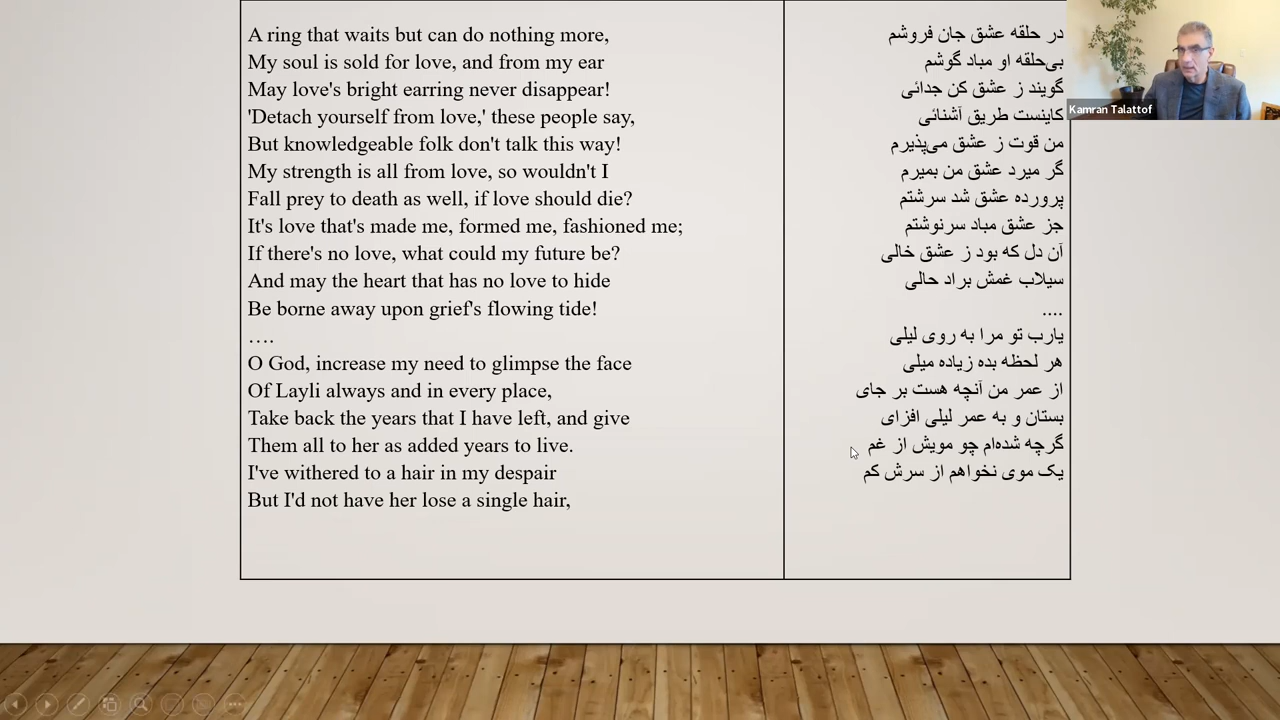 A ring that waits but can do nothing more,
My soul is sold for love, and from my ear
May love's bright earring never disappear!
'Detach yourself from love,' these people say,
But knowledgeable folk don't talk this way!
My strength is all from love, so wouldn't I
Fall prey to death as well, if love should die?
It's love that's made me, formed me, fashioned me;
If there's no love, what could my future be?
And may the heart that has no love to hide
Be borne away upon grief's flowing tide!
....
O God, increase my need to glimpse the face
Of Layli always and in every place,
Take back the years that I have left, and give
Them all to her as added years to live.
I've withered to a hair in my despair
But I'd not have her lose a single hair,
در حلقه عشق جان فروشم
بی‌حلقه او مباد گوشم
گویند ز عشق کن جدائی
کاینست طریق آشنائی
من قوت ز عشق می‌پذیرم
گر میرد عشق من بمیرم
پرورده عشق شد سرشتم
جز عشق مباد سرنوشتم
آن دل که بود ز عشق خالی
سیلاب غمش براد حالی
....
یارب تو مرا به روی لیلی
هر لحظه بده زیاده میلی
از عمر من آنچه هست بر جای
بستان و به عمر لیلی افزای
گرچه شده‌ام چو مویش از غم
یک موی نخواهم از سرش کم
Kamran Talattof